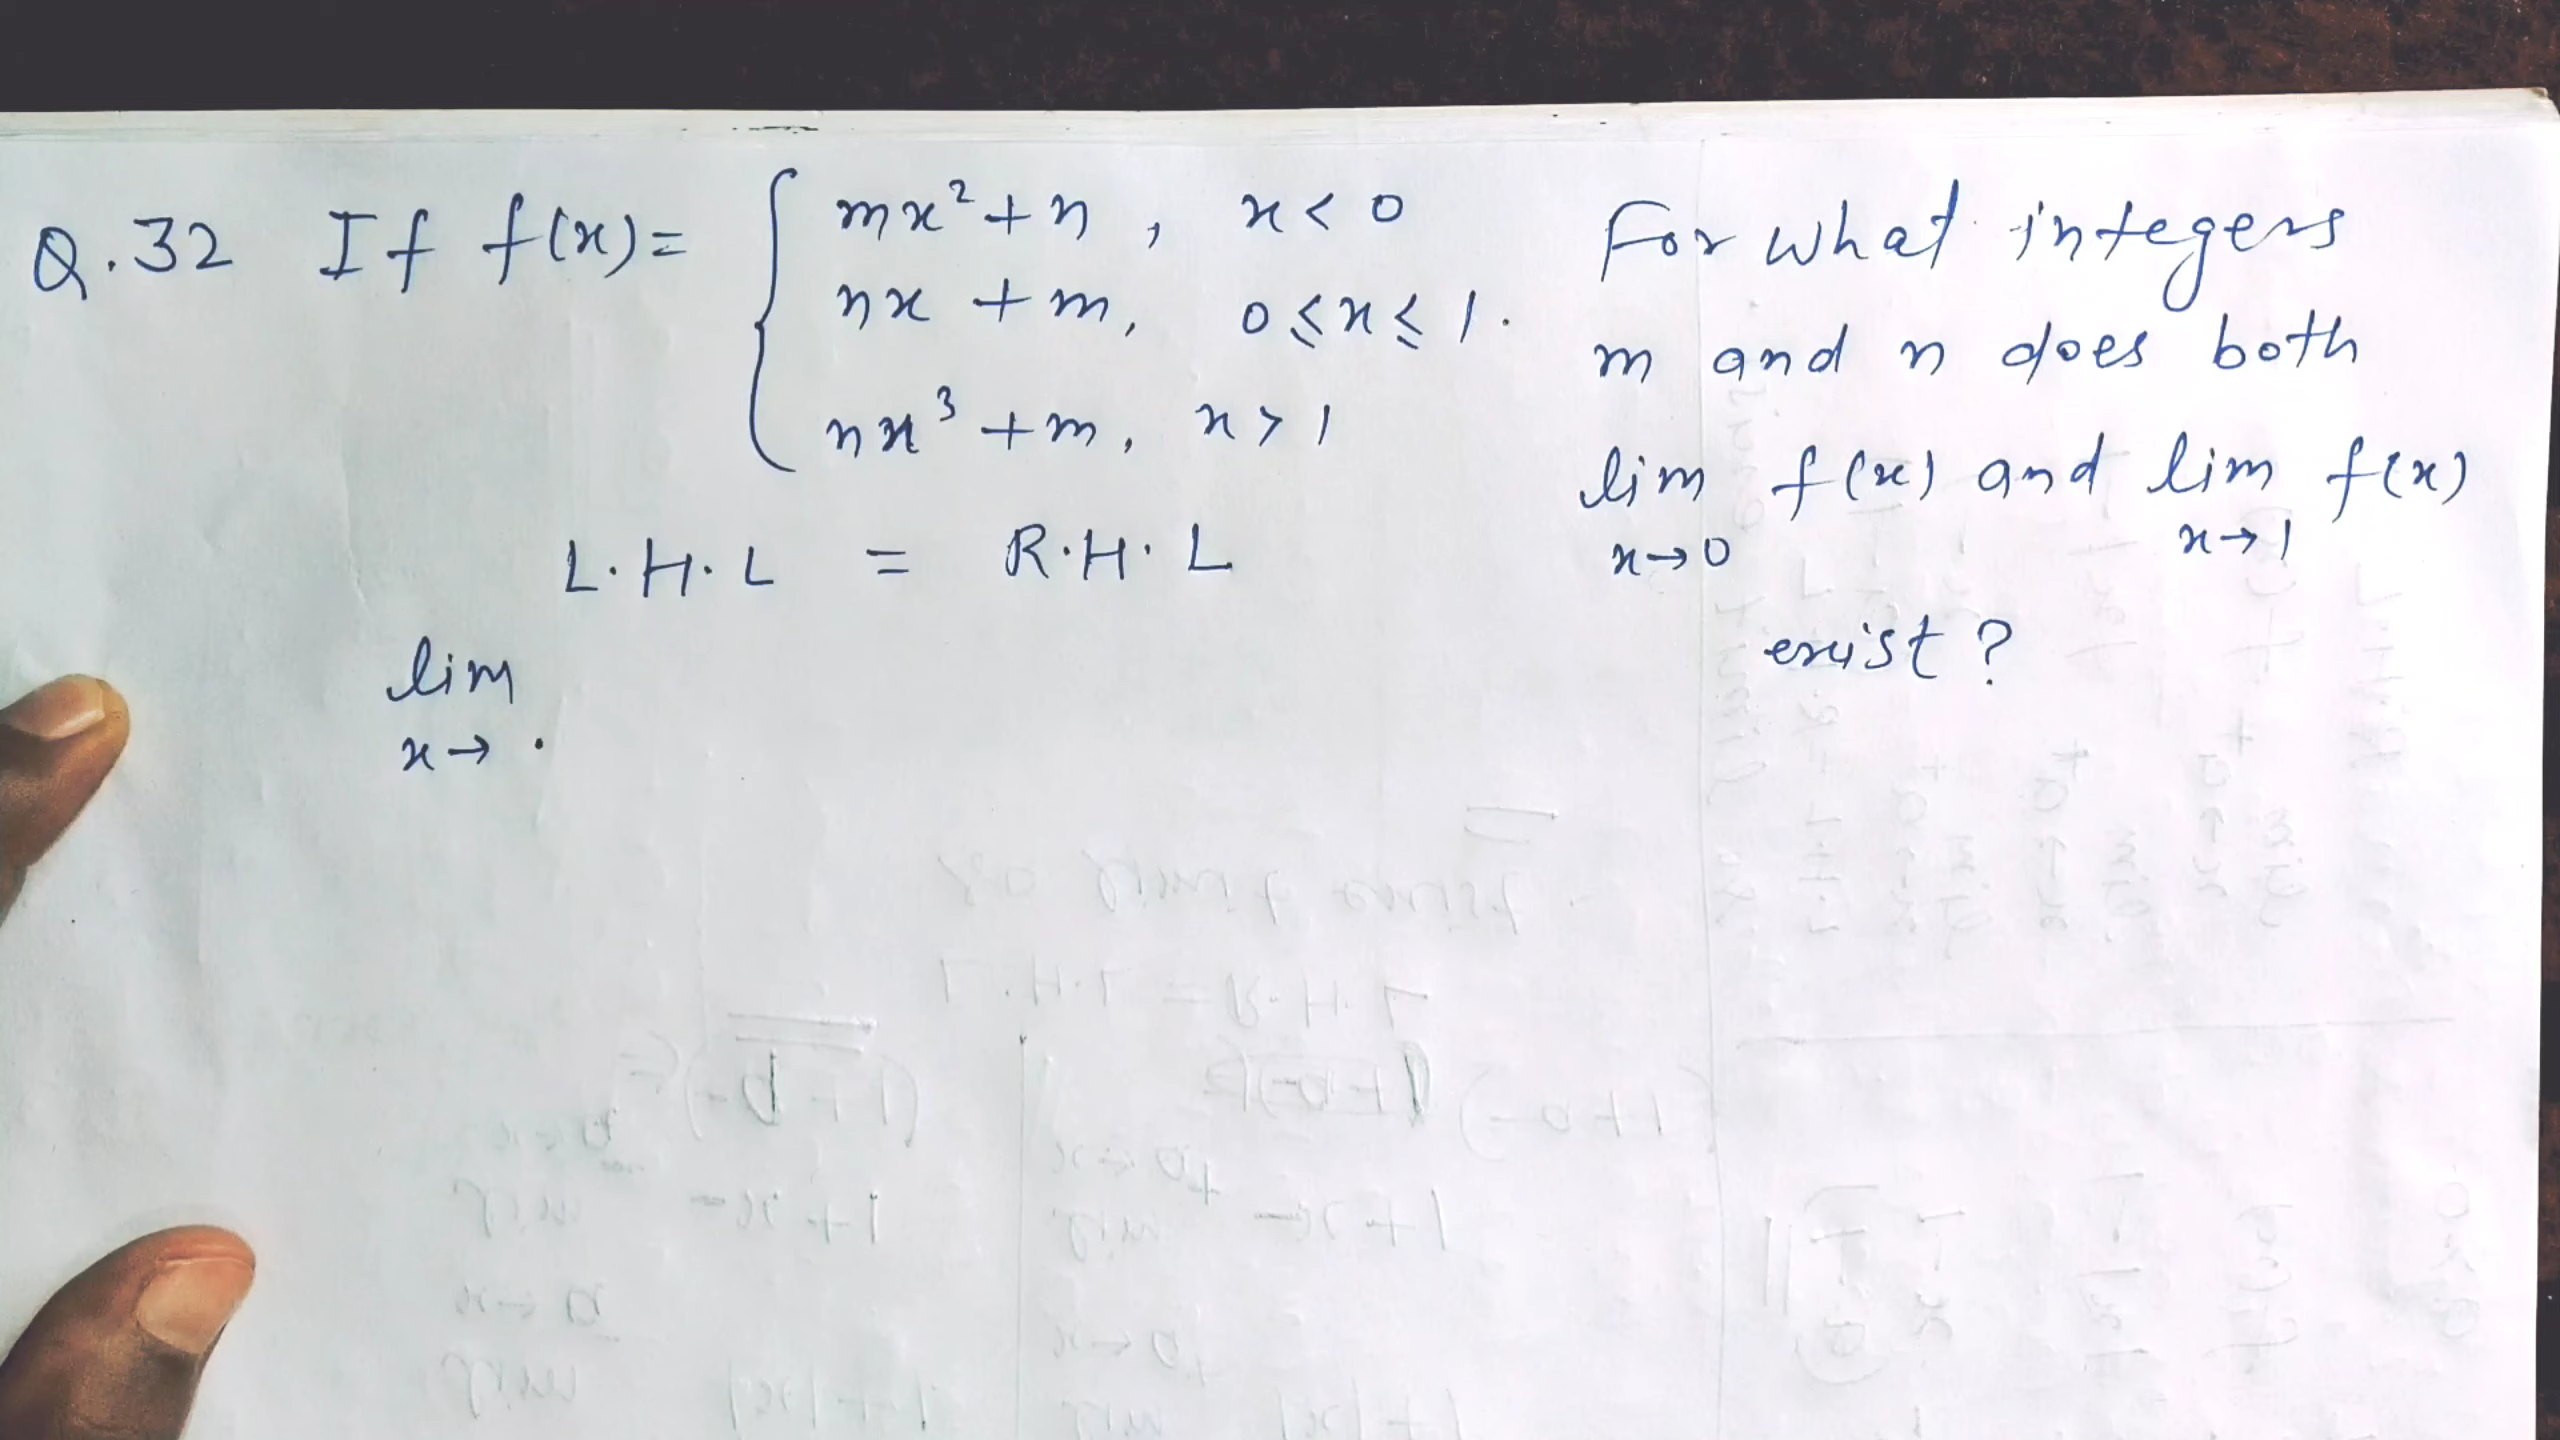 Q.32 If f(x)= { mx²+n, x<0
nx+m, 0≤x≤1.
nx³+m, x>1
For what integers
m and n does both
lim f(x) and lim f(x)
x→0 x→1
exist?
L.H.L = R.H.L
lim
x→.